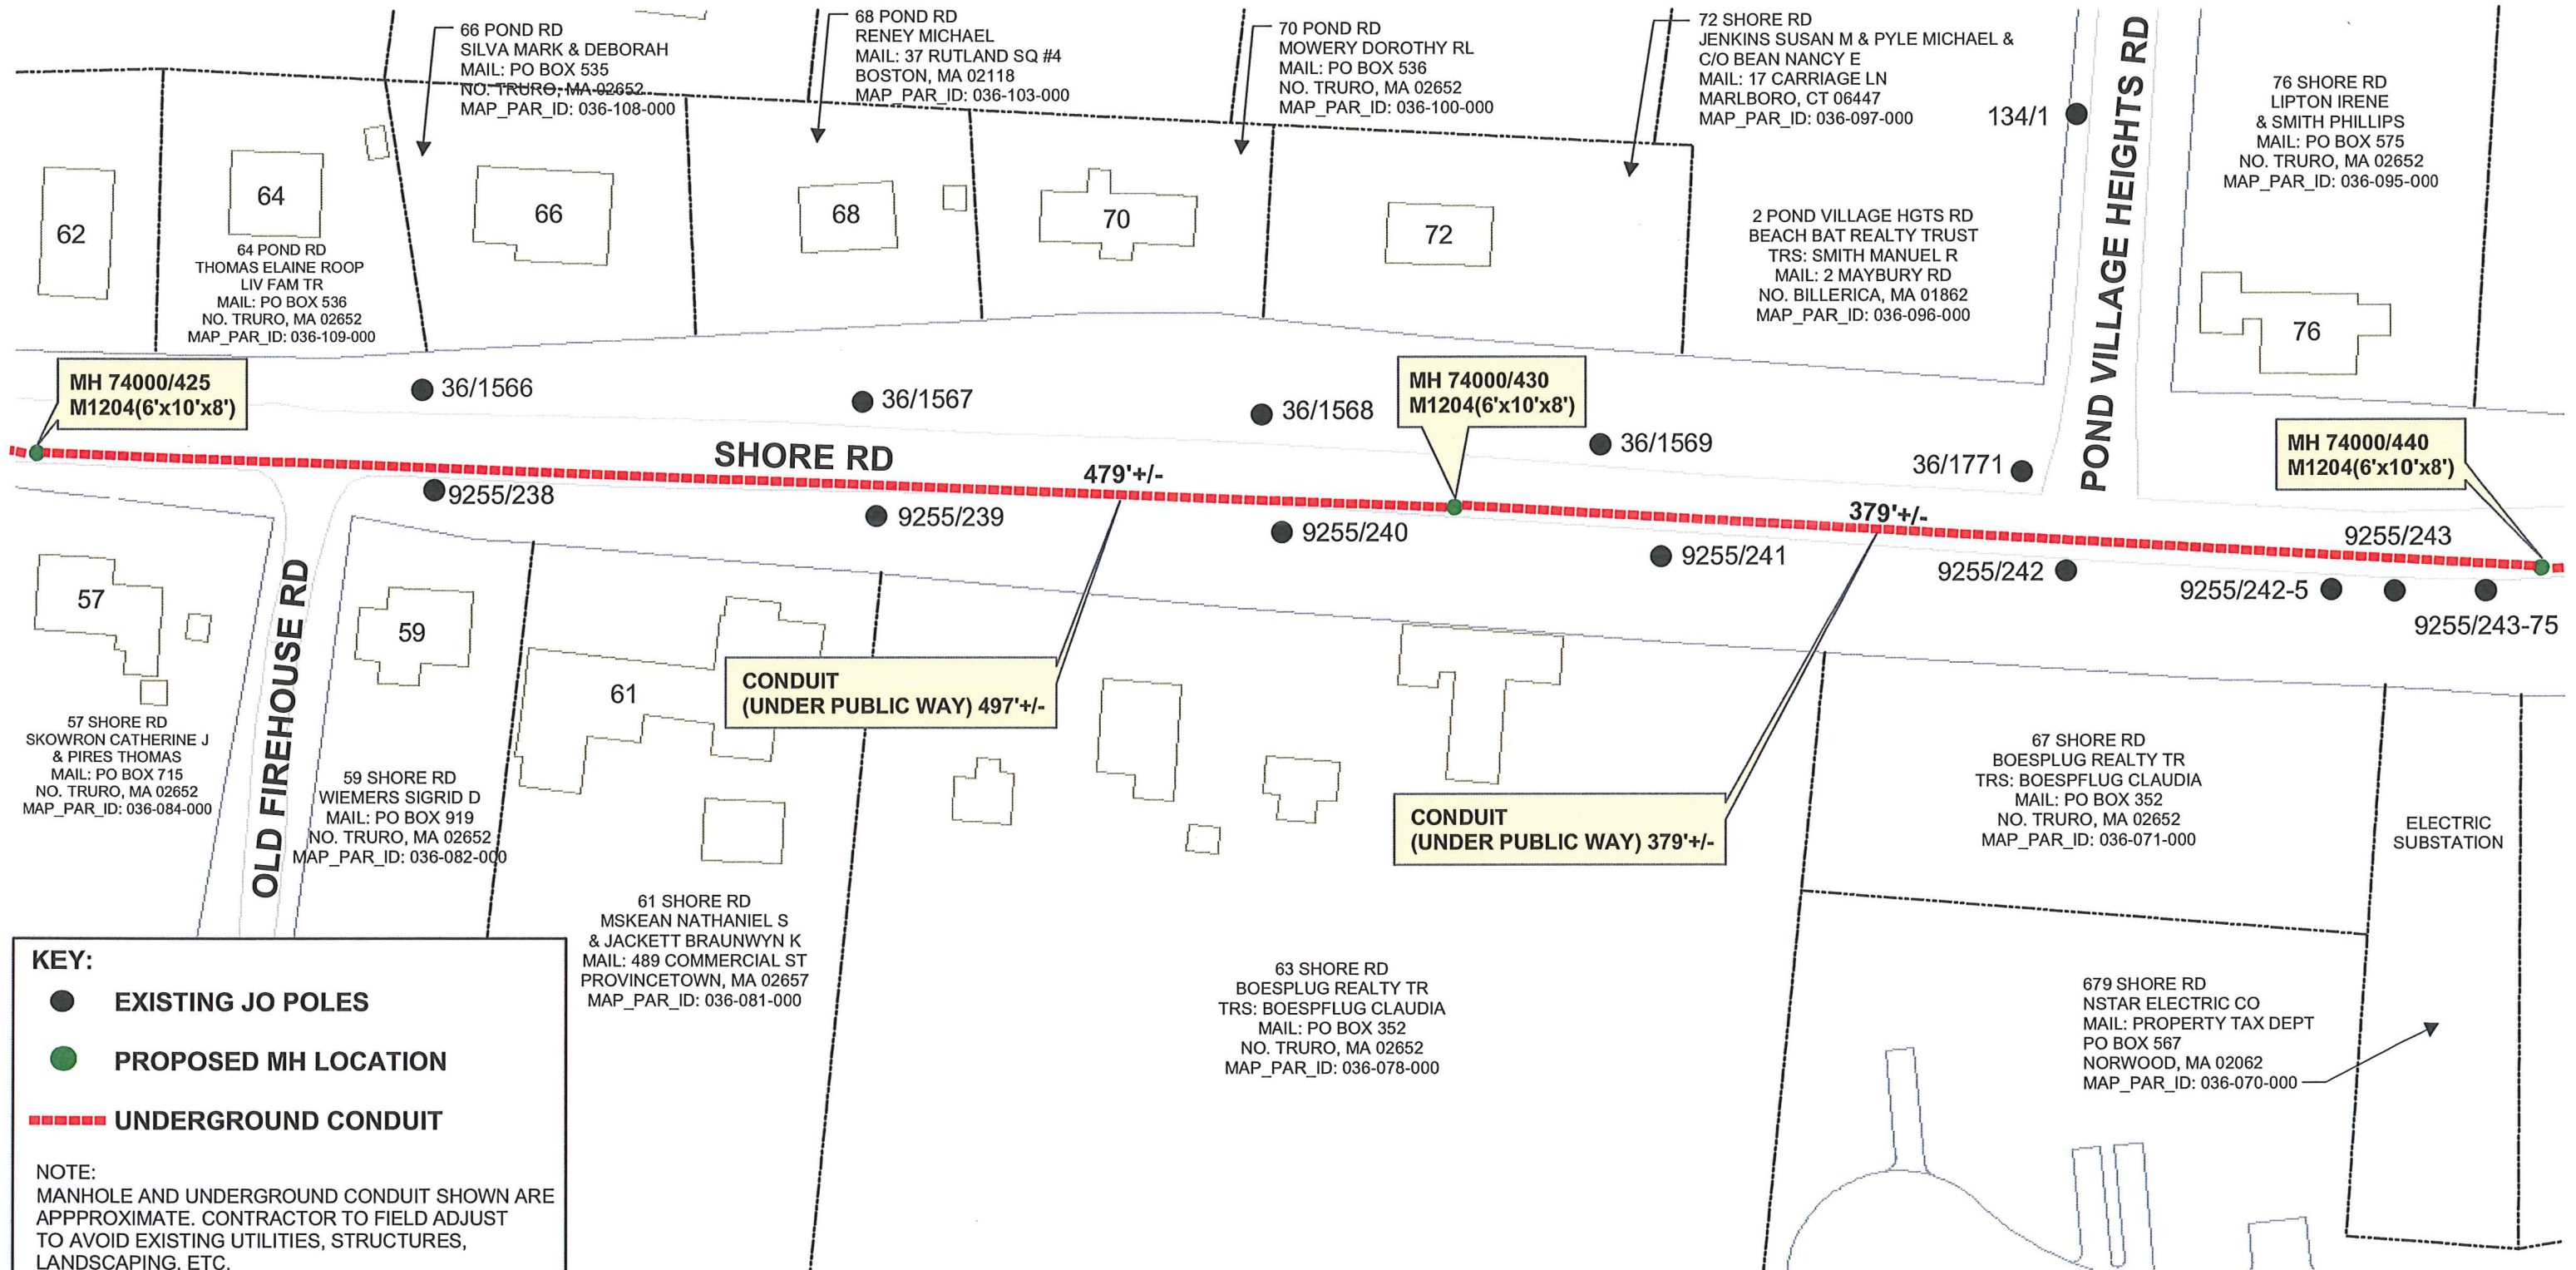 66 POND RD
SILVA MARK & DEBORAH
MAIL: PO BOX 535
NO. TRURO, MA 02652
MAP_PAR_ID: 036-108-000
68 POND RD
RENEY MICHAEL
MAIL: 37 RUTLAND SQ #4
BOSTON, MA 02118
MAP_PAR_ID: 036-103-000
70 POND RD
MOWERY DOROTHY RL
MAIL: PO BOX 536
NO. TRURO, MA 02652
MAP_PAR_ID: 036-100-000
72 SHORE RD
JENKINS SUSAN M & PYLE MICHAEL &
C/O BEAN NANCY E
MAIL: 17 CARRIAGE LN
MARLBORO, CT 06447
MAP_PAR_ID: 036-097-000
134/1
POND VILLAGE HEIGHTS RD
76 SHORE RD
LIPTON IRENE
& SMITH PHILLIPS
MAIL: PO BOX 575
NO. TRURO, MA 02652
MAP_PAR_ID: 036-095-000
62
64
66
68
70
72
76
64 POND RD
THOMAS ELAINE ROOP
LIV FAM TR
MAIL: PO BOX 536
NO. TRURO, MA 02652
MAP_PAR_ID: 036-109-000
2 POND VILLAGE HGTS RD
BEACH BAT REALTY TRUST
TRS: SMITH MANUEL R
MAIL: 2 MAYBURY RD
NO. BILLERICA, MA 01862
MAP_PAR_ID: 036-096-000
MH 74000/425
M1204(6'x10'x8')
36/1566
36/1567
36/1568
MH 74000/430
M1204(6'x10'x8')
36/1569
36/1771
MH 74000/440
M1204(6'x10'x8')
SHORE RD
479'+/-
379'+/-
9255/238
9255/239
9255/240
9255/241
9255/242
9255/242-5
9255/243
9255/243-75
57
OLD FIREHOUSE RD
59
61
CONDUIT
(UNDER PUBLIC WAY) 497'+/-
CONDUIT
(UNDER PUBLIC WAY) 379'+/-
57 SHORE RD
SKOWRON CATHERINE J
& PIRES THOMAS
MAIL: PO BOX 715
NO. TRURO, MA 02652
MAP_PAR_ID: 036-084-000
59 SHORE RD
WIEMERS SIGRID D
MAIL: PO BOX 919
NO. TRURO, MA 02652
MAP_PAR_ID: 036-082-000
61 SHORE RD
MSKEAN NATHANIEL S
& JACKETT BRAUNWYN K
MAIL: 489 COMMERCIAL ST
PROVINCETOWN, MA 02657
MAP_PAR_ID: 036-081-000
63 SHORE RD
BOESPLUG REALTY TR
TRS: BOESPFLUG CLAUDIA
MAIL: PO BOX 352
NO. TRURO, MA 02652
MAP_PAR_ID: 036-078-000
67 SHORE RD
BOESPLUG REALTY TR
TRS: BOESPFLUG CLAUDIA
MAIL: PO BOX 352
NO. TRURO, MA 02652
MAP_PAR_ID: 036-071-000
ELECTRIC
SUBSTATION
679 SHORE RD
NSTAR ELECTRIC CO
MAIL: PROPERTY TAX DEPT
PO BOX 567
NORWOOD, MA 02062
MAP_PAR_ID: 036-070-000
KEY:
EXISTING JO POLES
PROPOSED MH LOCATION
UNDERGROUND CONDUIT
NOTE:
MANHOLE AND UNDERGROUND CONDUIT SHOWN ARE
APPPROXIMATE. CONTRACTOR TO FIELD ADJUST
TO AVOID EXISTING UTILITIES, STRUCTURES,
LANDSCAPING, ETC.